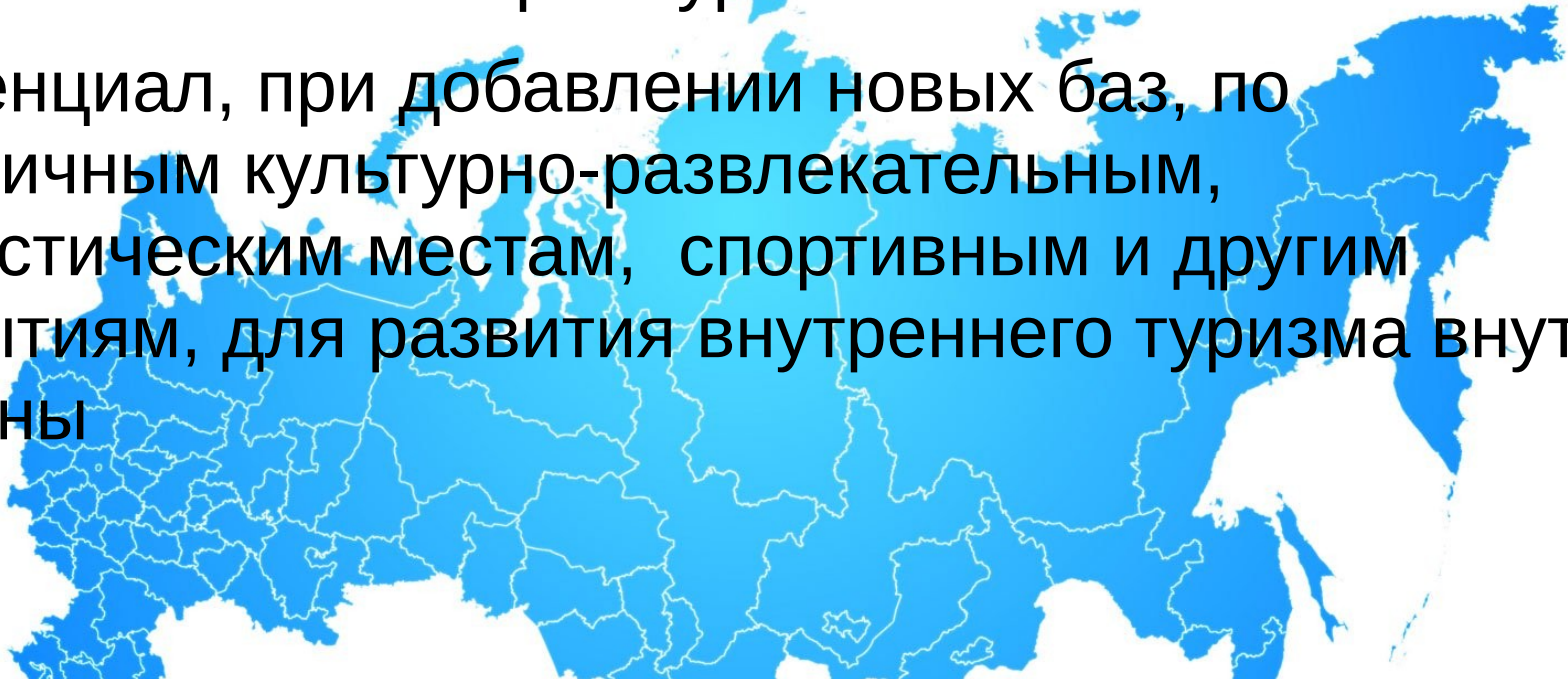 енциал, при добавлении новых баз, по
ичным культурно-развлекательным,
стическим местам, спортивным и другим
тиям, для развития внутреннего туризма внут
ны